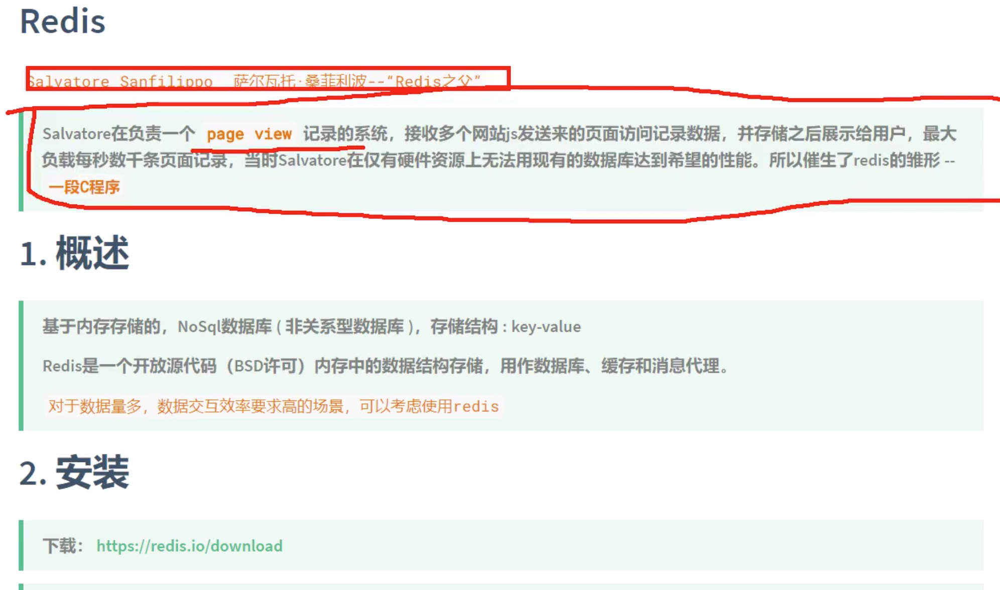 Redis
Salvatore Sanfilippo 萨尔瓦托·桑菲利波--“Redis之父”
Salvatore在负责一个 page view 记录的系统，接收多个网站js发送来的页面访问记录数据，并存储之后展示给用户，最大
负载每秒数千条页面记录，当时Salvatore在仅有硬件资源上无法用现有的数据库达到希望的性能。所以催生了redis的雏形 --
一段C程序
1. 概述
基于内存存储的，NoSql数据库 ( 非关系型数据库 )，存储结构 : key-value
Redis是一个开放源代码（BSD许可）内存中的数据结构存储，用作数据库、缓存和消息代理。
对于数据量多，数据交互效率要求高的场景，可以考虑使用redis
2. 安装
下载： https://redis.io/download